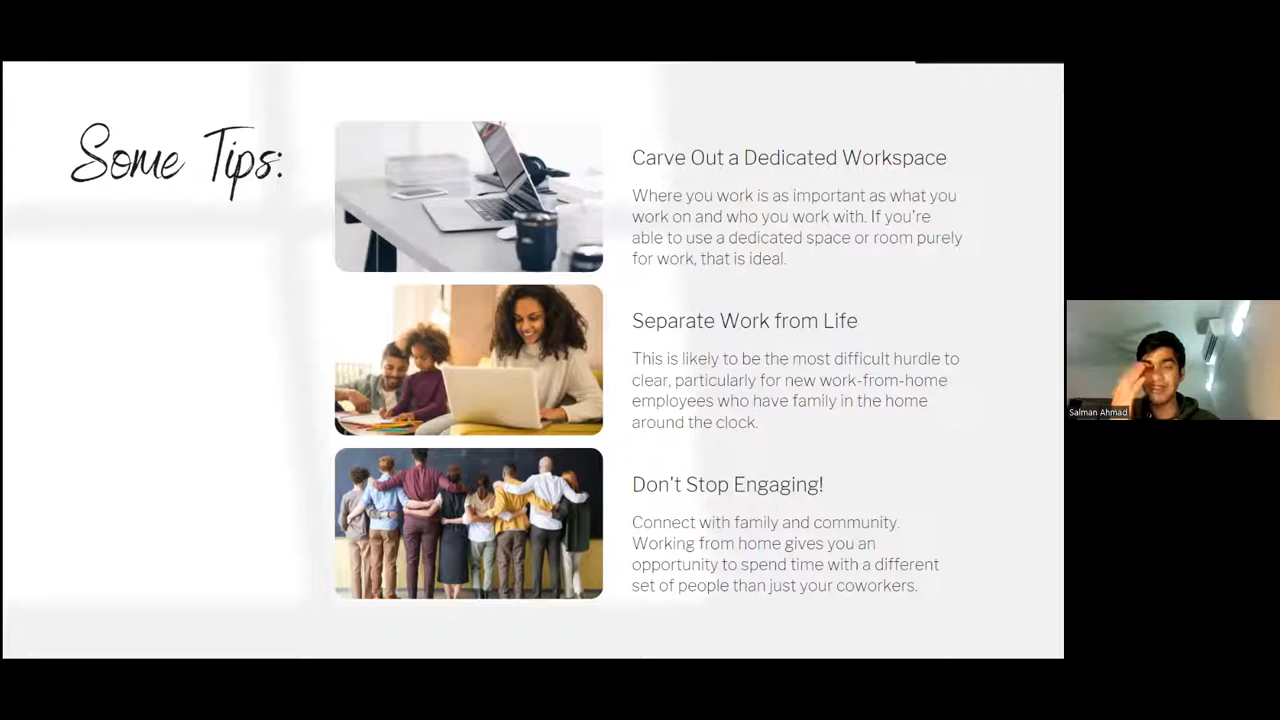 Some Tips:
Carve Out a Dedicated Workspace
Where you work is as important as what you
work on and who you work with. If you're
able to use a dedicated space or room purely
for work, that is ideal.
Separate Work from Life
This is likely to be the most difficult hurdle to
clear, particularly for new work-from-home
employees who have family in the home
around the clock.
Don't Stop Engaging!
Connect with family and community.
Working from home gives you an
opportunity to spend time with a different
set of people than just your coworkers.
Salman Ahmad